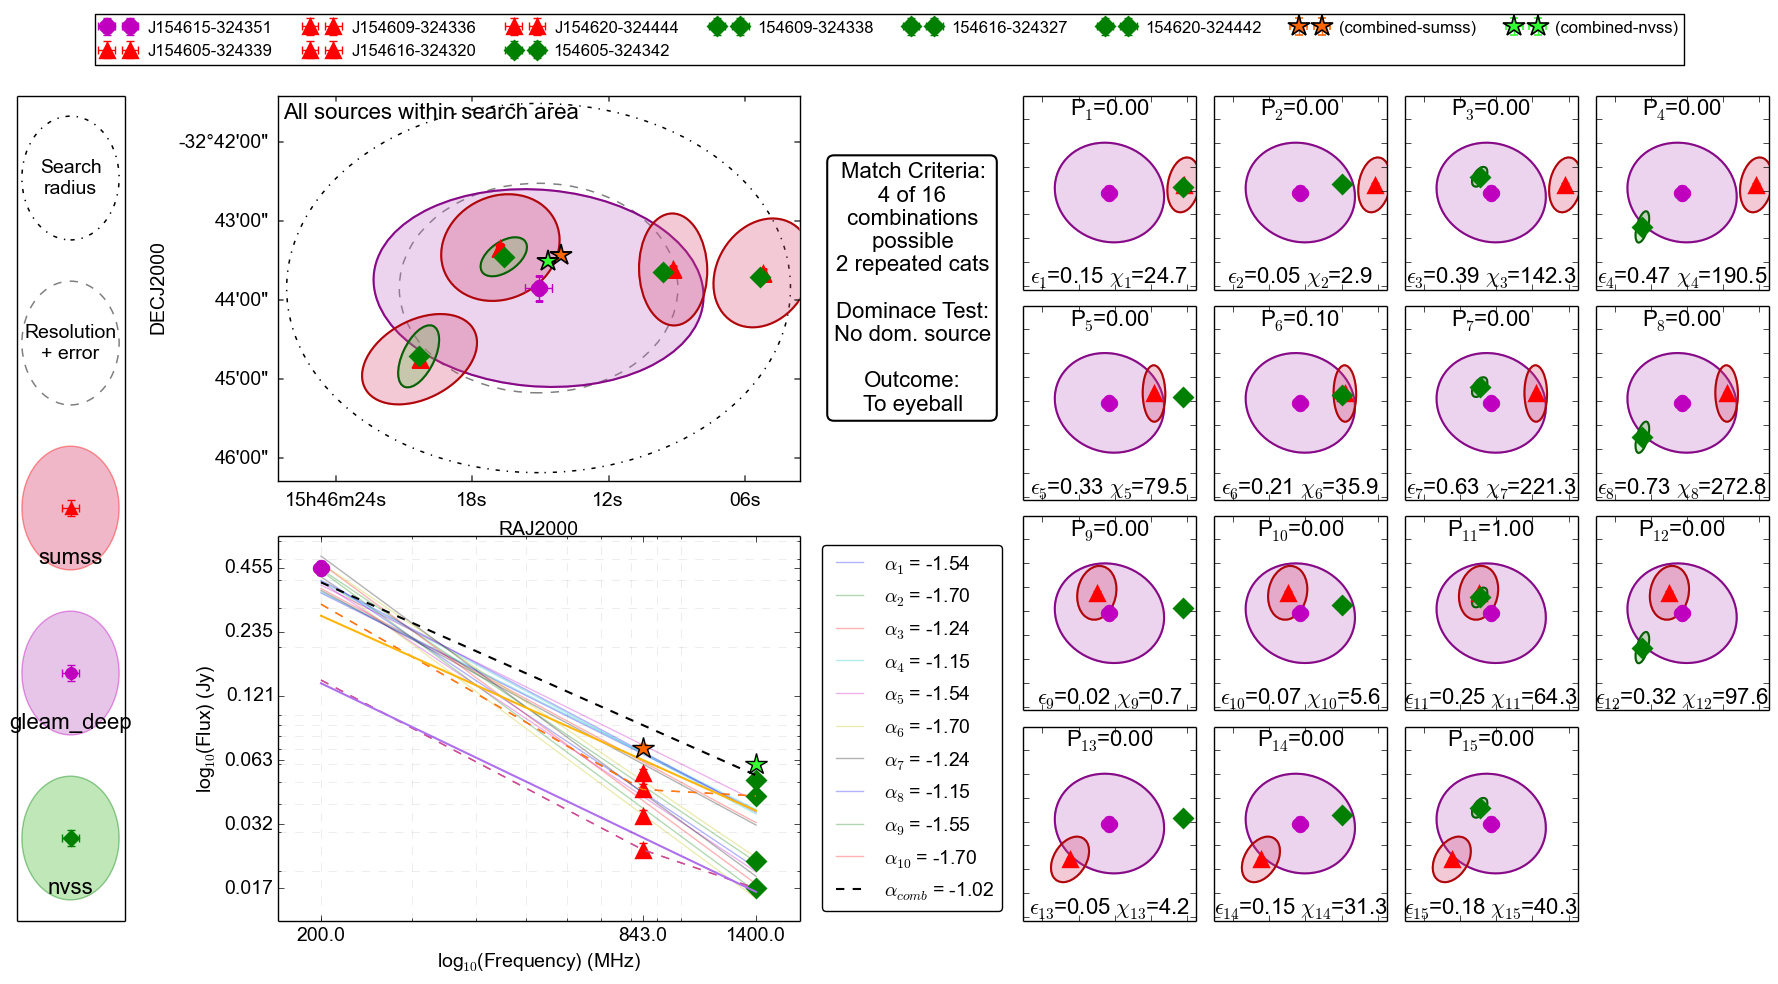 J154615-324351
J154609-324336
J154620-324444
154609-324338
154616-324327
154620-324442
(combined-sumss)
(combined-nvss)
J154605-324339
J154616-324320
154605-324342
Search
radius
Resolution
+ error
sumss
gleam_deep
nvss
All sources within search area
-32°42'00"
43'00"
44'00"
45'00"
46'00"
DECJ2000
15h46m24s
18s
12s
06s
RAJ2000
Match Criteria:
4 of 16
combinations
possible
2 repeated cats
Dominace Test:
No dom. source
Outcome:
To eyeball
0.455
0.235
0.121
0.063
0.032
0.017
log10(Flux) (Jy)
200.0
843.0
1400.0
log10(Frequency) (MHz)
α1 = -1.54
α2 = -1.70
α3 = -1.24
α4 = -1.15
α5 = -1.54
α6 = -1.70
α7 = -1.24
α8 = -1.15
α9 = -1.55
α10 = -1.70
αcomb = -1.02
P1=0.00
ϵ1=0.15 χ1=24.7
P2=0.00
ϵ2=0.05 χ2=2.9
P3=0.00
ϵ3=0.39 χ3=142.3
P4=0.00
ϵ4=0.47 χ4=190.5
P5=0.00
ϵ5=0.33 χ5=79.5
P6=0.10
ϵ6=0.21 χ6=35.9
P7=0.00
ϵ7=0.63 χ7=221.3
P8=0.00
ϵ8=0.73 χ8=272.8
P9=0.00
ϵ9=0.02 χ9=0.7
P10=0.00
ϵ10=0.07 χ10=5.6
P11=1.00
ϵ11=0.25 χ11=64.3
P12=0.00
ϵ12=0.32 χ12=97.6
P13=0.00
ϵ13=0.05 χ13=4.2
P14=0.00
ϵ14=0.15 χ14=31.3
P15=0.00
ϵ15=0.18 χ15=40.3